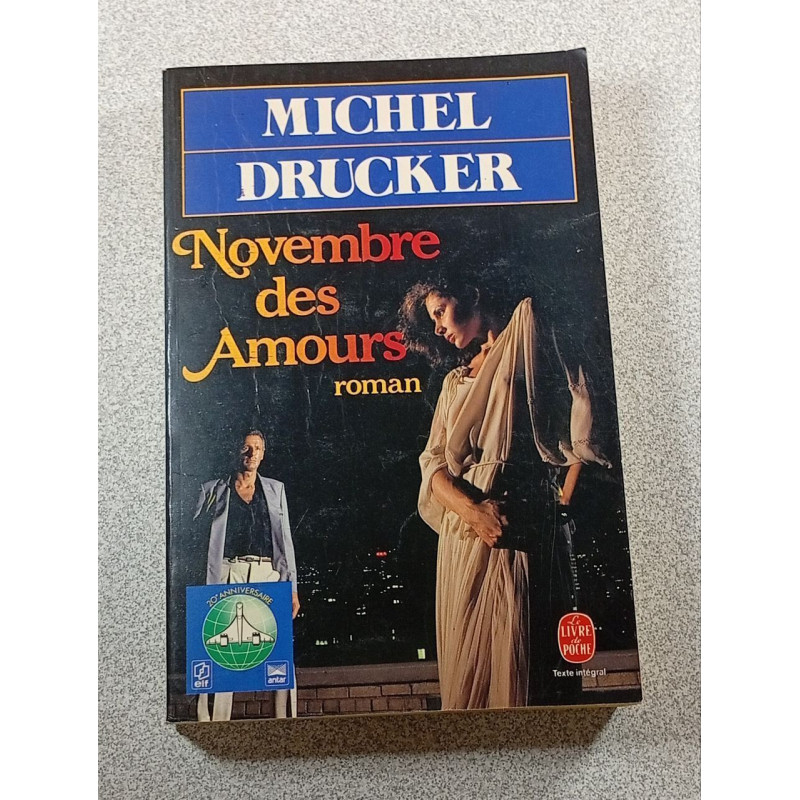 MICHEL
DRUCKER
Novembre
des
Amours
roman
20e ANNIVERSAIRE
elf
antar
Le
LIVRE
de
POCHE
Texte intégral